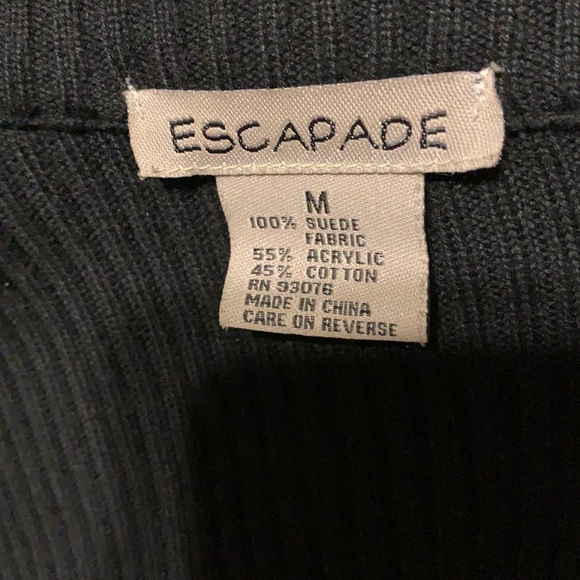 ESCAPADE
M
100% SUEDE
FABRIC
55% ACRYLIC
45% COTTON
RN 93076
MADE IN CHINA
CARE ON REVERSE